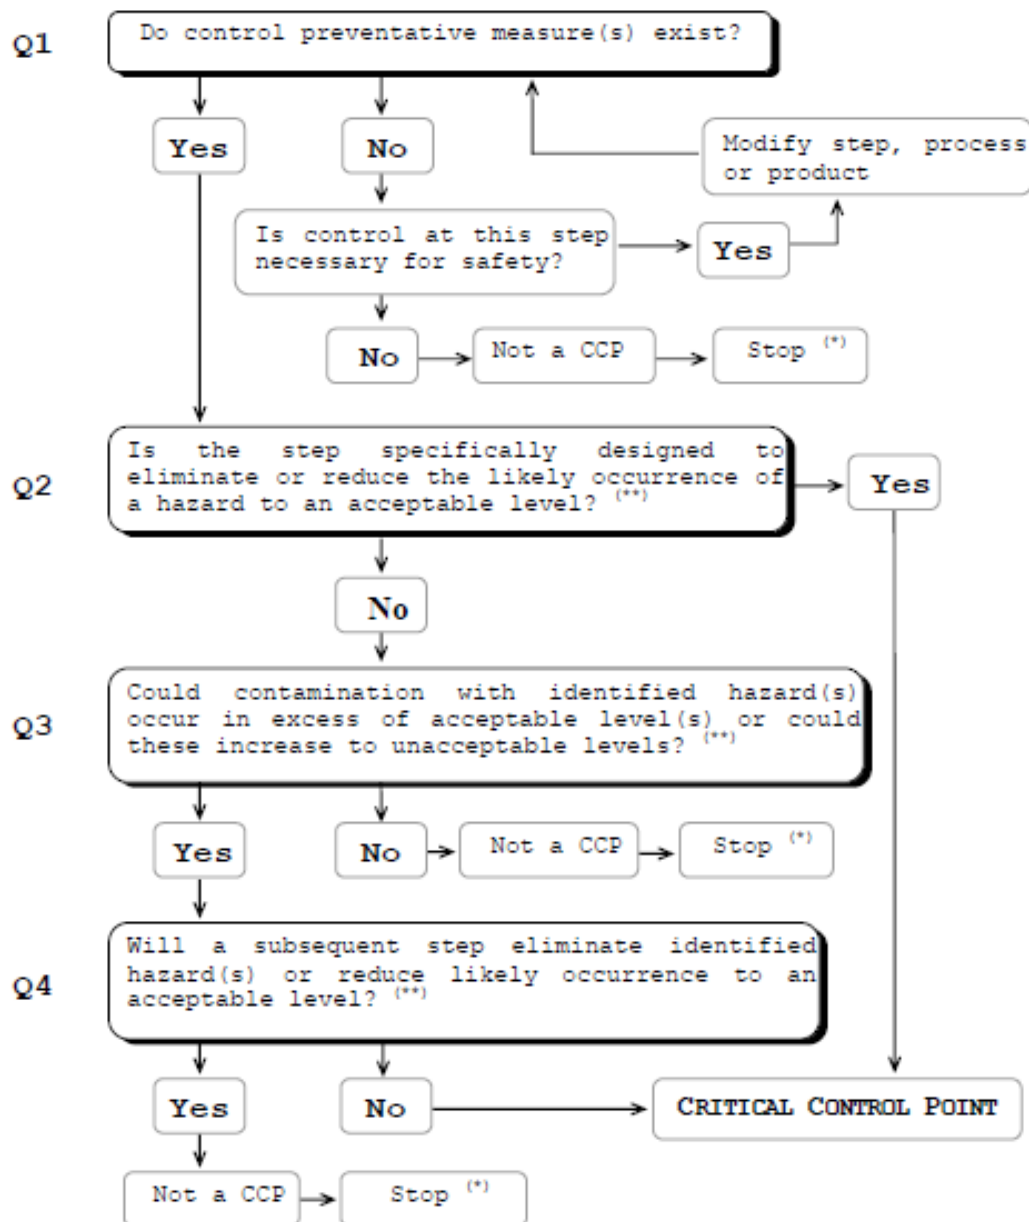 Q1
Do control preventative measure(s) exist?
Yes
No
Modify step, process
or product
Is control at this step
necessary for safety?
Yes
No
Not a CCP
Stop (*)
Q2
Is the step specifically designed to
eliminate or reduce the likely occurrence of
a hazard to an acceptable level? (**)
Yes
No
Q3
Could contamination with identified hazard(s)
occur in excess of acceptable level(s) or could
these increase to unacceptable levels? (**)
Yes
No
Not a CCP
Stop (*)
Q4
Will a subsequent step eliminate identified
hazard(s) or reduce likely occurrence to an
acceptable level? (**)
Yes
No
CRITICAL CONTROL POINT
Not a CCP
Stop (*)